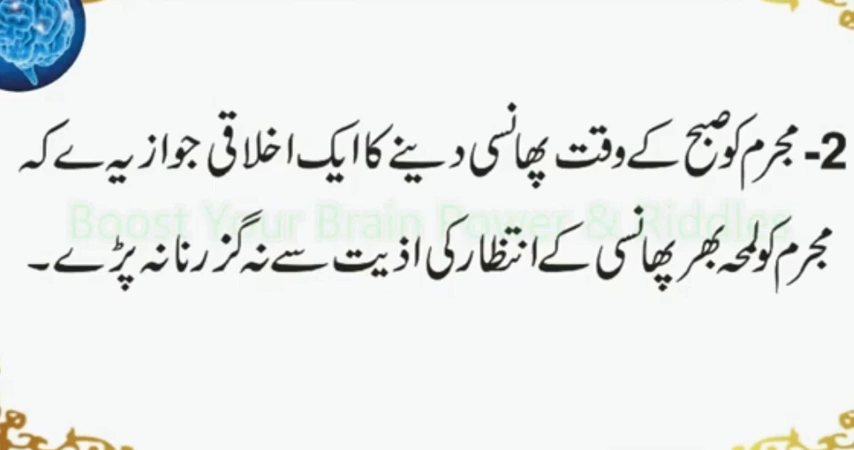 2- مجرم کو صبح کے وقت پھانسی دینے کا ایک اخلاقی جواز یہ ے کہ
Boost Your Brain Power & Riddles
مجرم کو لمحہ بھر پھانسی کے انتظار کی اذیت سے نہ گزرنا نہ پڑے۔